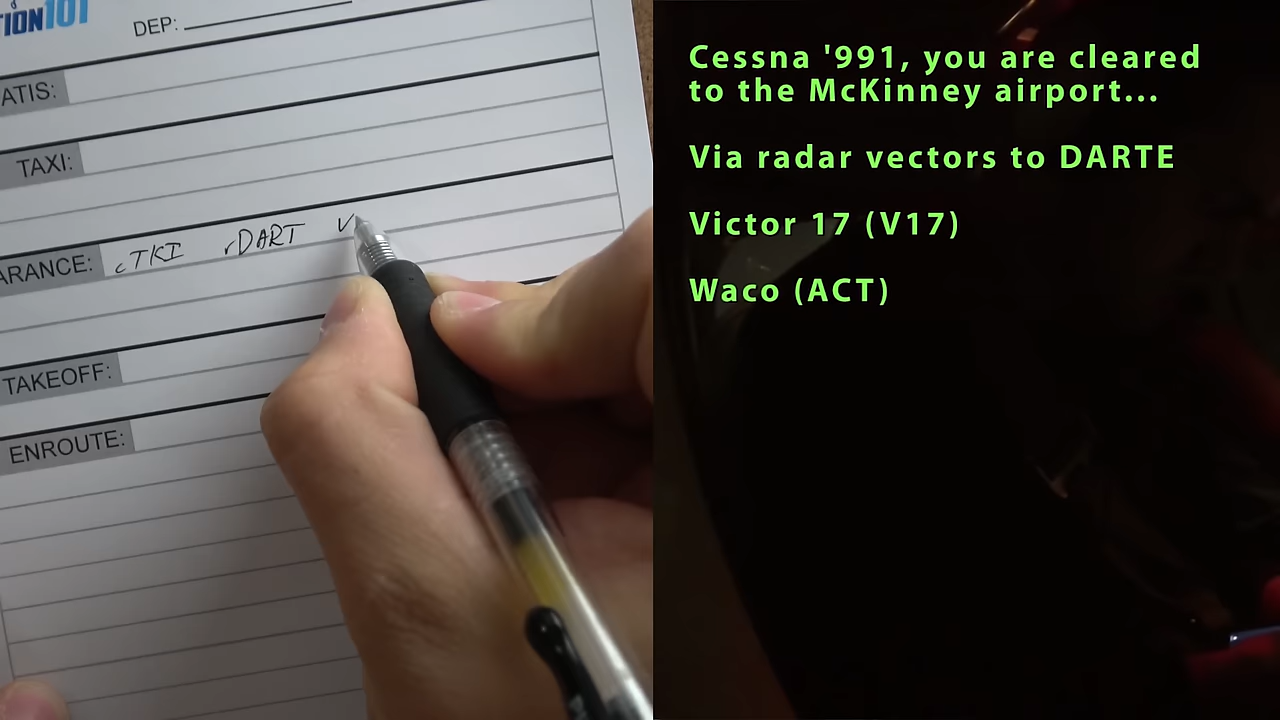 TION101
DEP:
ATIS:
TAXI:
ARANCE: cTKI rDART V
TAKEOFF:
ENROUTE:
Cessna '991, you are cleared
to the McKinney airport...
Via radar vectors to DARTE
Victor 17 (V17)
Waco (ACT)